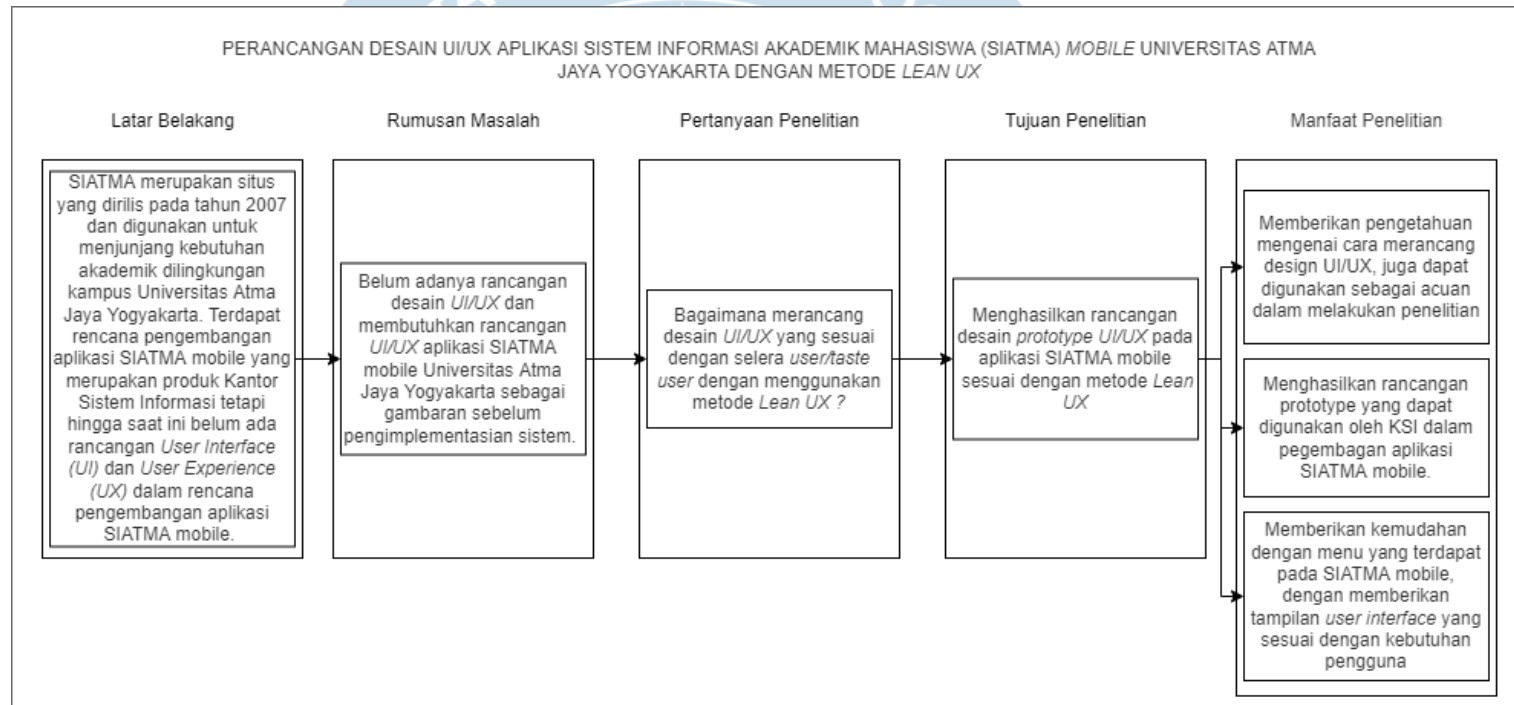 PERANCANGAN DESAIN UI/UX APLIKASI SISTEM INFORMASI AKADEMIK MAHASISWA (SIATMA) MOBILE UNIVERSITAS ATMA
JAYA YOGYAKARTA DENGAN METODE LEAN UX
Latar Belakang
SIATMA merupakan situs
yang dirilis pada tahun 2007
dan digunakan untuk
menjunjang kebutuhan
akademik dilingkungan
kampus Universitas Atma
Jaya Yogyakarta. Terdapat
rencana pengembangan
aplikasi SIATMA mobile yang
merupakan produk Kantor
Sistem Informasi tetapi
hingga saat ini belum ada
rancangan User Interface
(UI) dan User Experience
(UX) dalam rencana
pengembangan aplikasi
SIATMA mobile.
Rumusan Masalah
Belum adanya rancangan
desain UI/UX dan
membutuhkan rancangan
UI/UX aplikasi SIATMA
mobile Universitas Atma
Jaya Yogyakarta sebagai
gambaran sebelum
pengimplementasian sistem.
Pertanyaan Penelitian
Bagaimana merancang
desain UI/UX yang sesuai
dengan selera user/taste
user dengan menggunakan
metode Lean UX ?
Tujuan Penelitian
Menghasilkan rancangan
desain prototype UI/UX pada
aplikasi SIATMA mobile
sesuai dengan metode Lean
UX
Manfaat Penelitian
Memberikan pengetahuan
mengenai cara merancang
design UI/UX, juga dapat
digunakan sebagai acuan
dalam melakukan penelitian
Menghasilkan rancangan
prototype yang dapat
digunakan oleh KSI dalam
pegembagan aplikasi
SIATMA mobile.
Memberikan kemudahan
dengan menu yang terdapat
pada SIATMA mobile,
dengan memberikan
tampilan user interface yang
sesuai dengan kebutuhan
pengguna